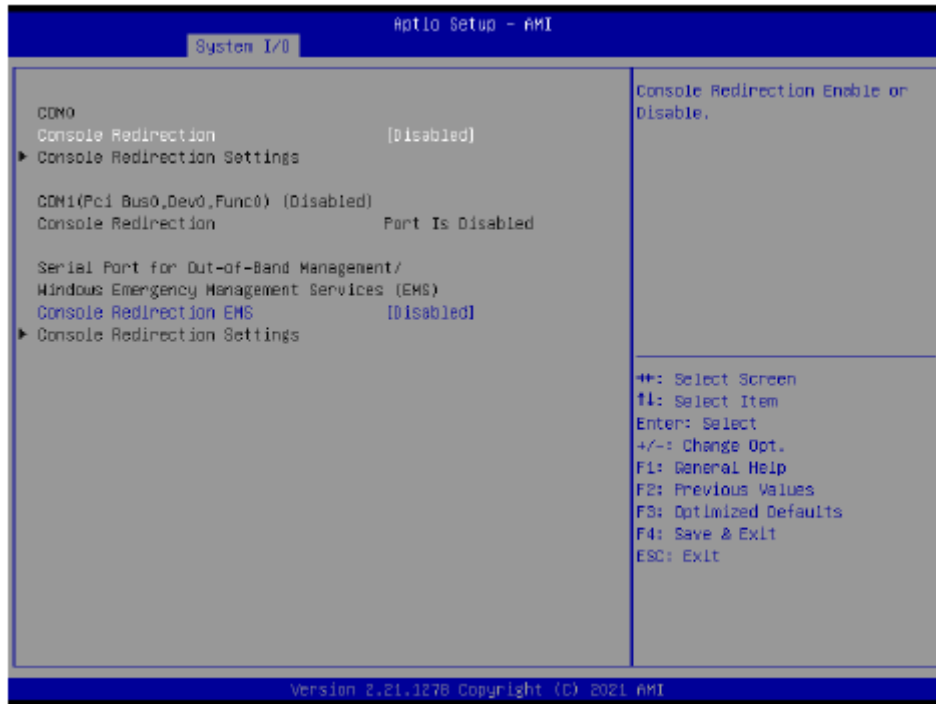 Aptio Setup - AMI
System I/O
COM0
Console Redirection [Disabled]
Console Redirection Settings
COM1(Pci Bus0,Dev0,Func0) (Disabled)
Console Redirection Port Is Disabled
Serial Port for Out-of-Band Management/
Windows Emergency Management Services (EMS)
Console Redirection EMS [Disabled]
Console Redirection Settings
Console Redirection Enable or
Disable.
→←: Select Screen
↑↓: Select Item
Enter: Select
+/-: Change Opt.
F1: General Help
F2: Previous Values
F3: Optimized Defaults
F4: Save & Exit
ESC: Exit
Version 2.21.1278 Copyright (C) 2021 AMI